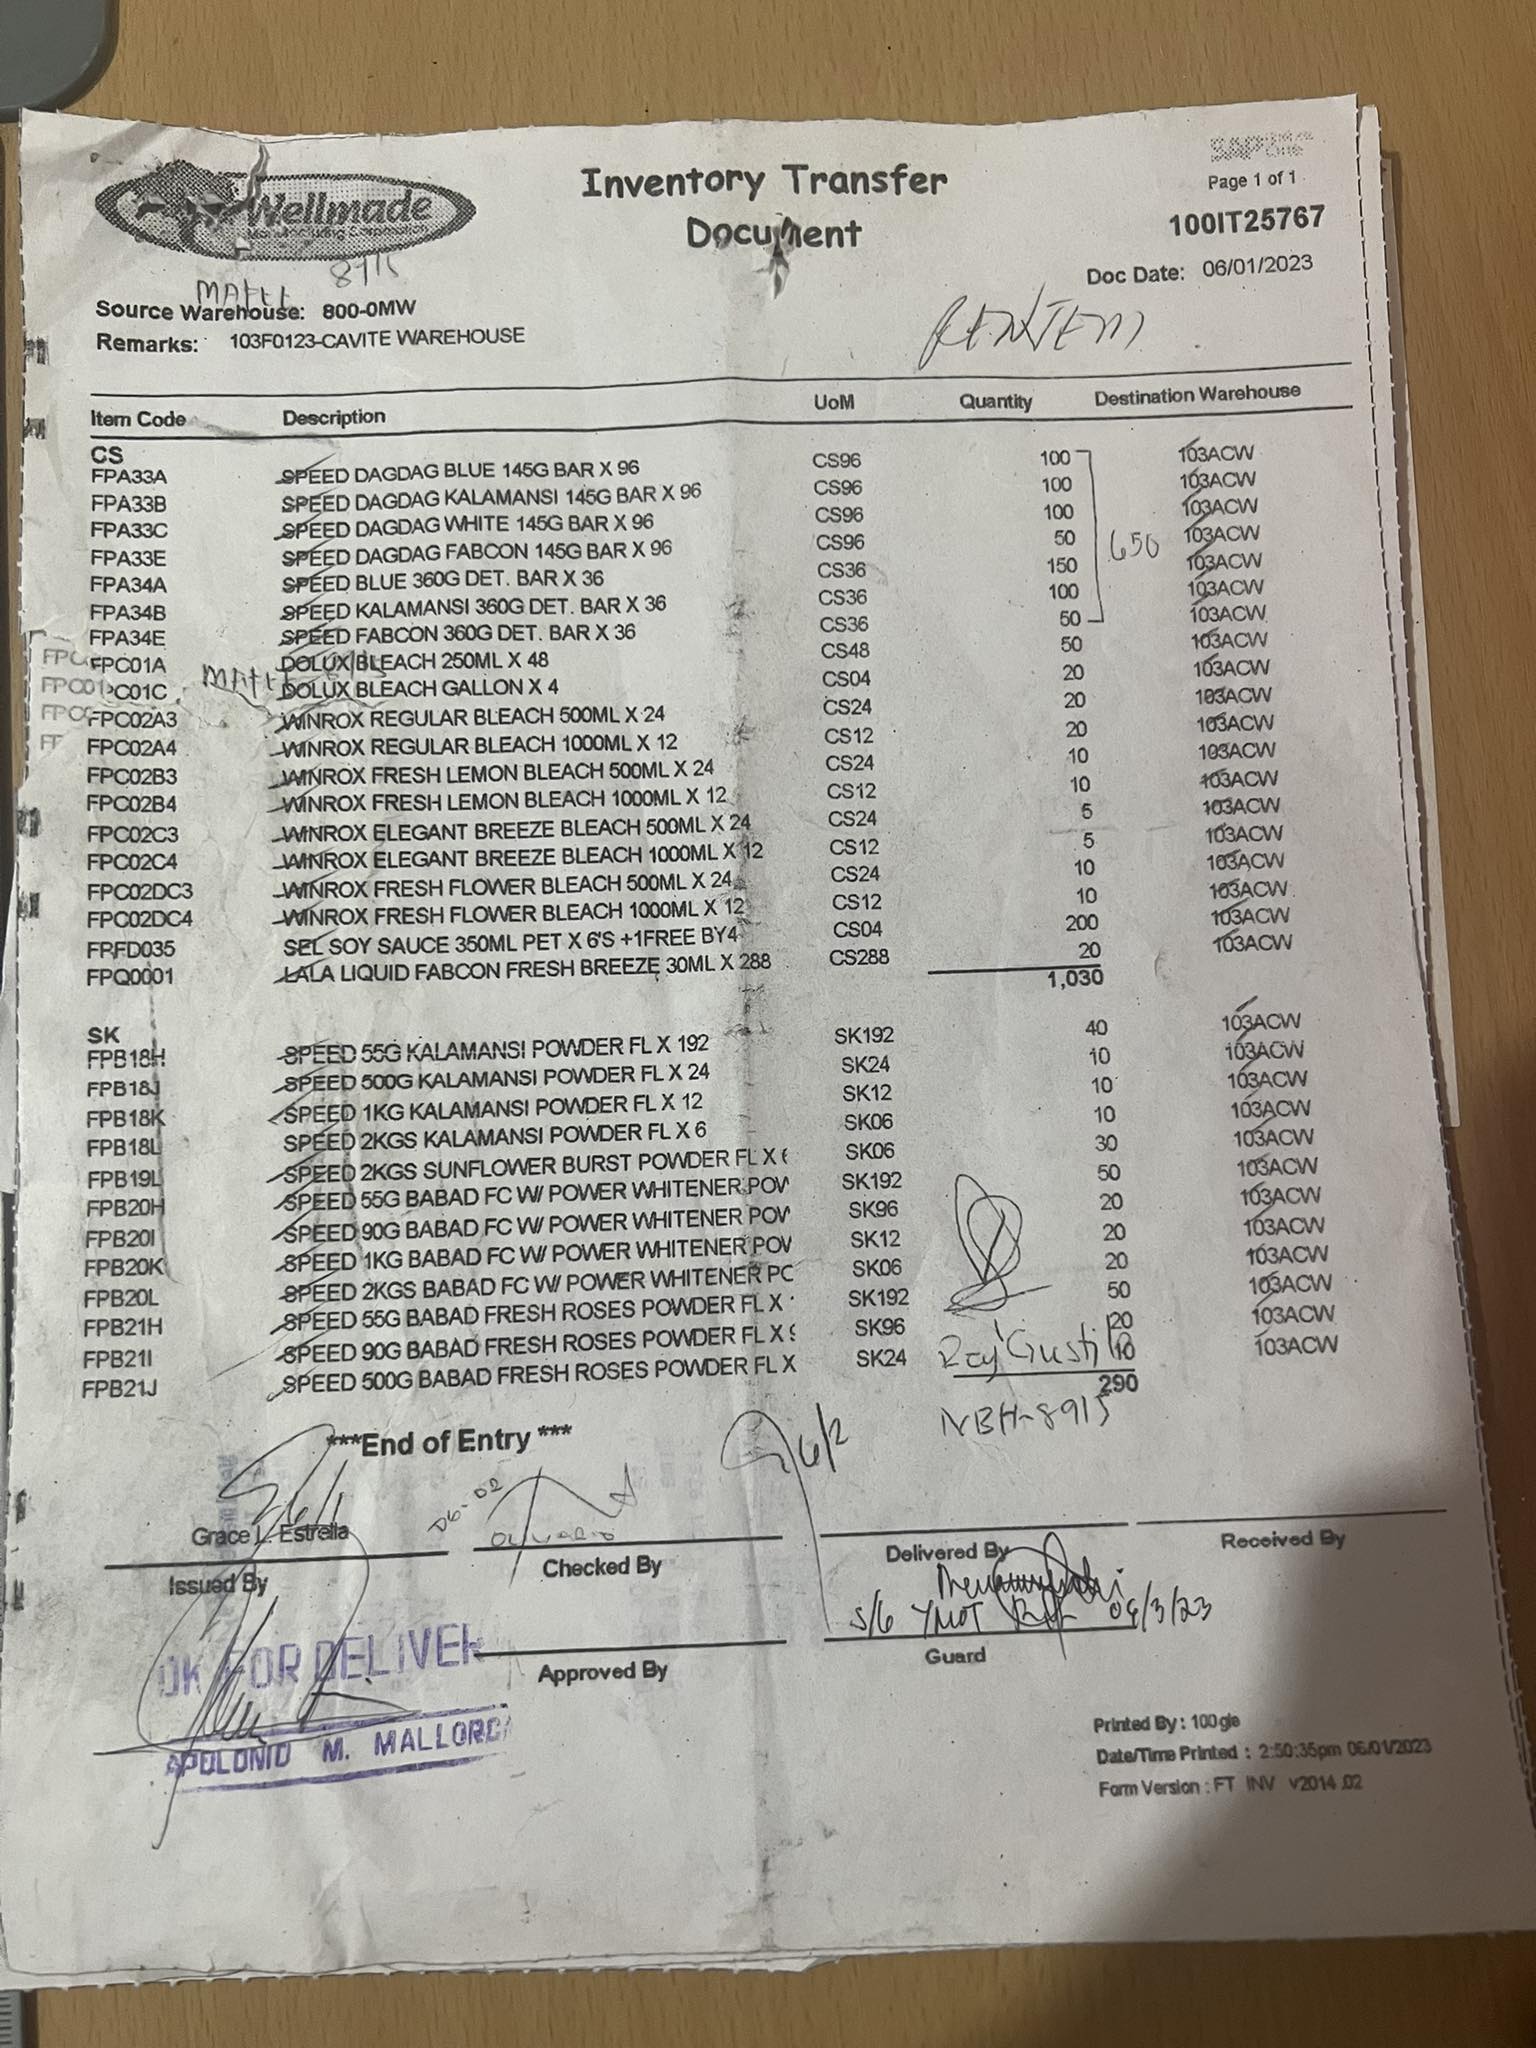 Wellmade
Manufacturing Corporation
Inventory Transfer
Document
Page 1 of 1
100IT25767
Doc Date: 06/01/2023
8915
Source Warehouse: 800-0MW
Remarks: 103F0123-CAVITE WAREHOUSE
Item Code Description UoM Quantity Destination Warehouse
CS
FPA33A SPEED DAGDAG BLUE 145G BAR X 96 CS96 100 103ACW
FPA33B SPEED DAGDAG KALAMANSI 145G BAR X 96 CS96 100 103ACW
FPA33C SPEED DAGDAG WHITE 145G BAR X 96 CS96 100 103ACW
FPA33E SPEED DAGDAG FABCON 145G BAR X 96 CS96 50 103ACW
650
FPA34A SPEED BLUE 360G DET. BAR X 36 CS36 150 103ACW
FPA34B SPEED KALAMANSI 360G DET. BAR X 36 CS36 100 103ACW
FPA34E SPEED FABCON 360G DET. BAR X 36 CS36 50 103ACW
FPC01A DOLUX BLEACH 250ML X 48 CS48 50 103ACW
FPC01C DOLUX BLEACH GALLON X 4 CS04 20 103ACW
FPC02A3 WINROX REGULAR BLEACH 500ML X 24 CS24 20 103ACW
FPC02A4 WINROX REGULAR BLEACH 1000ML X 12 CS12 20 103ACW
FPC02B3 WINROX FRESH LEMON BLEACH 500ML X 24 CS24 10 103ACW
FPC02B4 WINROX FRESH LEMON BLEACH 1000ML X 12 CS12 10 103ACW
FPC02C3 WINROX ELEGANT BREEZE BLEACH 500ML X 24 CS24 5 103ACW
FPC02C4 WINROX ELEGANT BREEZE BLEACH 1000ML X 12 CS12 5 103ACW
FPC02DC3 WINROX FRESH FLOWER BLEACH 500ML X 24 CS24 10 103ACW
FPC02DC4 WINROX FRESH FLOWER BLEACH 1000ML X 12 CS12 10 103ACW
FRFD035 SEL SOY SAUCE 350ML PET X 6'S +1FREE BY4 CS04 200 103ACW
FPQ0001 LALA LIQUID FABCON FRESH BREEZE 30ML X 288 CS288 20 103ACW
1,030
SK
FPB18H SPEED 55G KALAMANSI POWDER FL X 192 SK192 40 103ACW
FPB18J SPEED 500G KALAMANSI POWDER FL X 24 SK24 10 103ACW
FPB18K SPEED 1KG KALAMANSI POWDER FL X 12 SK12 10 103ACW
FPB18L SPEED 2KGS KALAMANSI POWDER FL X 6 SK06 10 103ACW
FPB19L SPEED 2KGS SUNFLOWER BURST POWDER FL X 6 SK06 30 103ACW
FPB20H SPEED 55G BABAD FC W/ POWER WHITENER POW SK192 50 103ACW
FPB20I SPEED 90G BABAD FC W/ POWER WHITENER POW SK96 20 103ACW
FPB20K SPEED 1KG BABAD FC W/ POWER WHITENER POW SK12 20 103ACW
FPB20L SPEED 2KGS BABAD FC W/ POWER WHITENER PO SK06 20 103ACW
FPB21H SPEED 55G BABAD FRESH ROSES POWDER FL X SK192 50 103ACW
FPB21I SPEED 90G BABAD FRESH ROSES POWDER FL X 9 SK96 20 103ACW
FPB21J SPEED 500G BABAD FRESH ROSES POWDER FL X SK24 10 103ACW
290
NBH-8915
***End of Entry***
6/2
06-02
6/1
Grace L. Estrella
Issued By
Checked By
Delivered By
Received By
S/G 06/3/23
Approved By
Guard
OK FOR DELIVER
APOLONIO M. MALLORCA
Printed By : 100gle
Date/Time Printed : 2:50:35pm 06/01/2023
Form Version : FT INV v2014.02